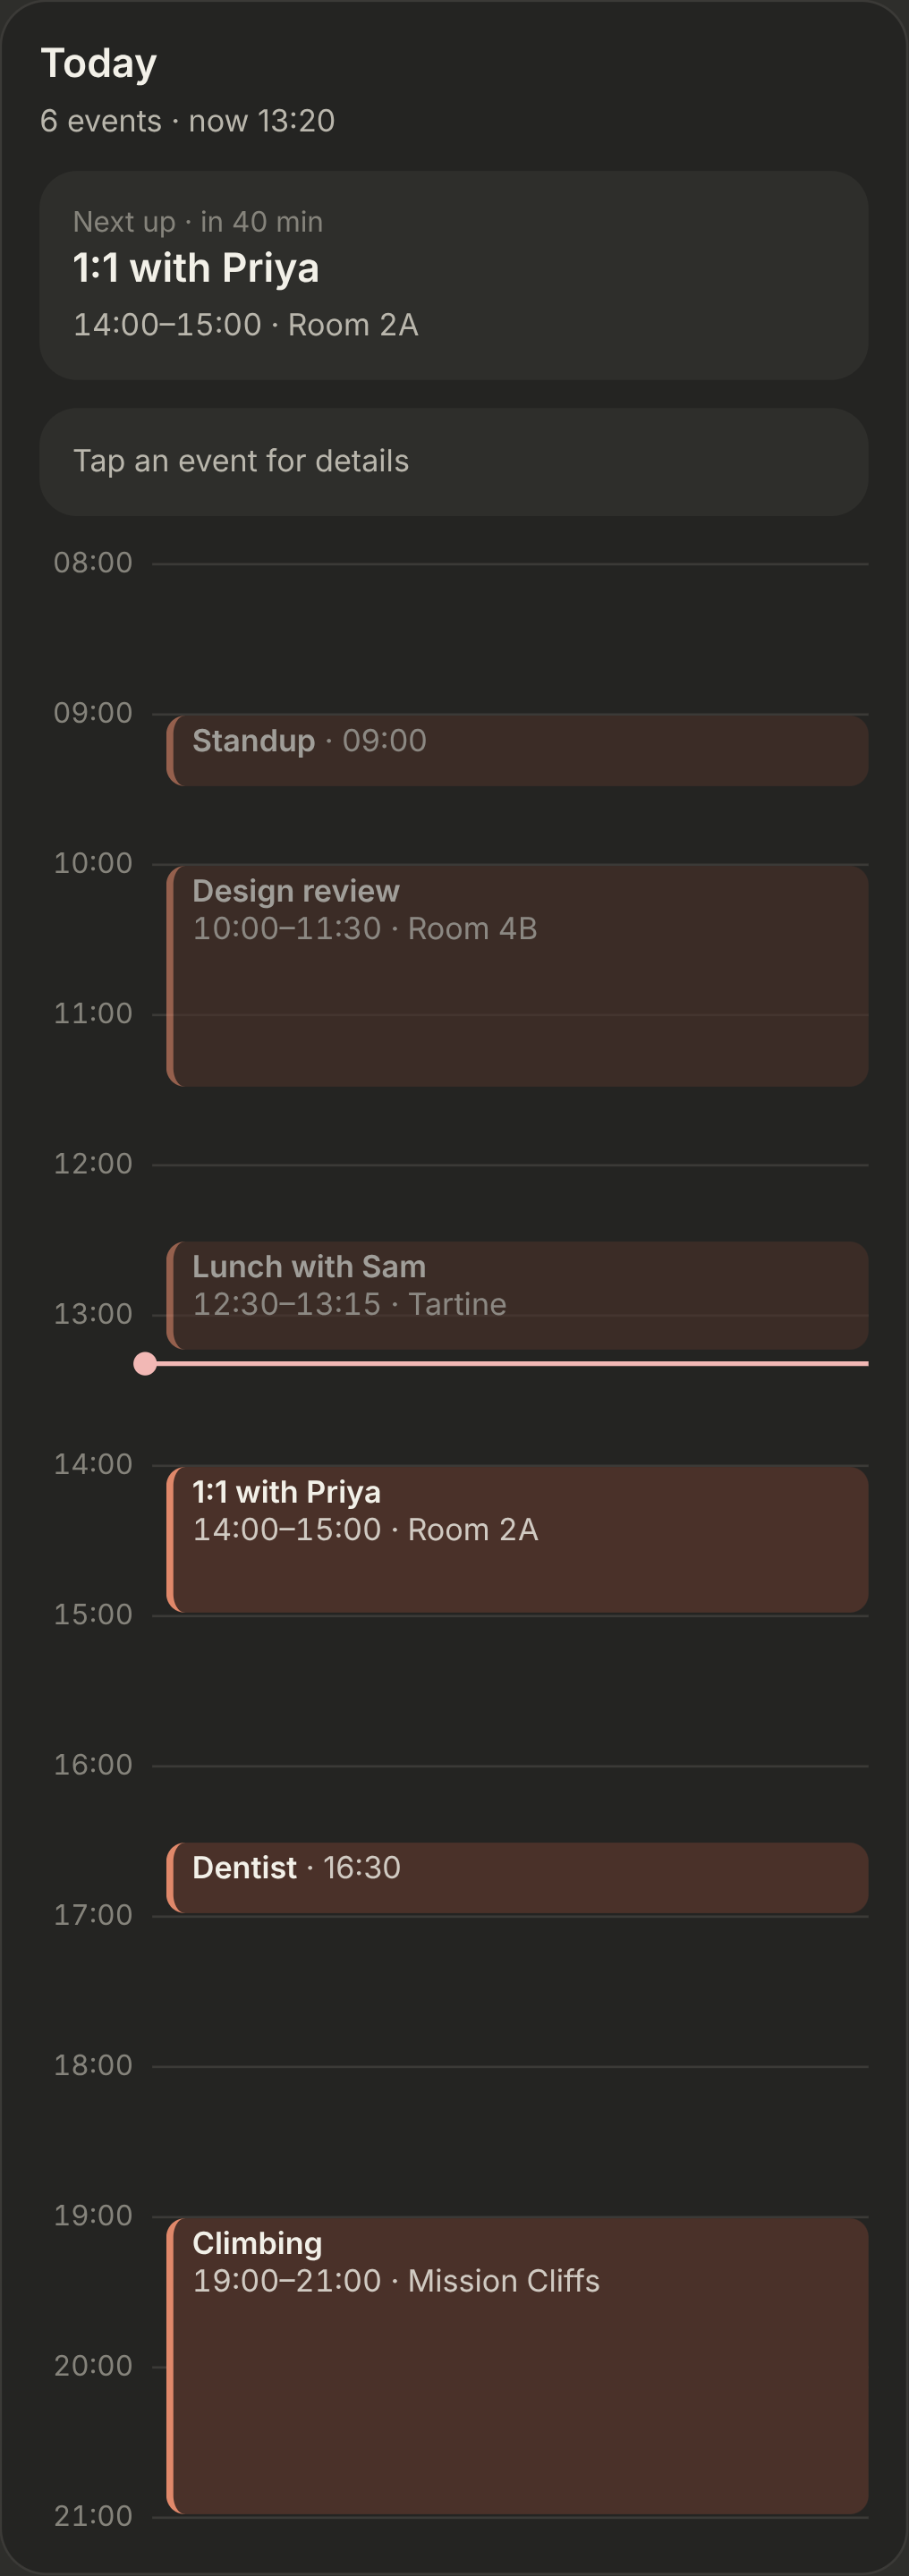 Today
6 events · now 13:20
Next up · in 40 min
1:1 with Priya
14:00–15:00 · Room 2A
Tap an event for details
08:00
09:00
Standup · 09:00
10:00
Design review
10:00–11:30 · Room 4B
11:00
12:00
Lunch with Sam
12:30–13:15 · Tartine
13:00
14:00
1:1 with Priya
14:00–15:00 · Room 2A
15:00
16:00
Dentist · 16:30
17:00
18:00
19:00
Climbing
19:00–21:00 · Mission Cliffs
20:00
21:00